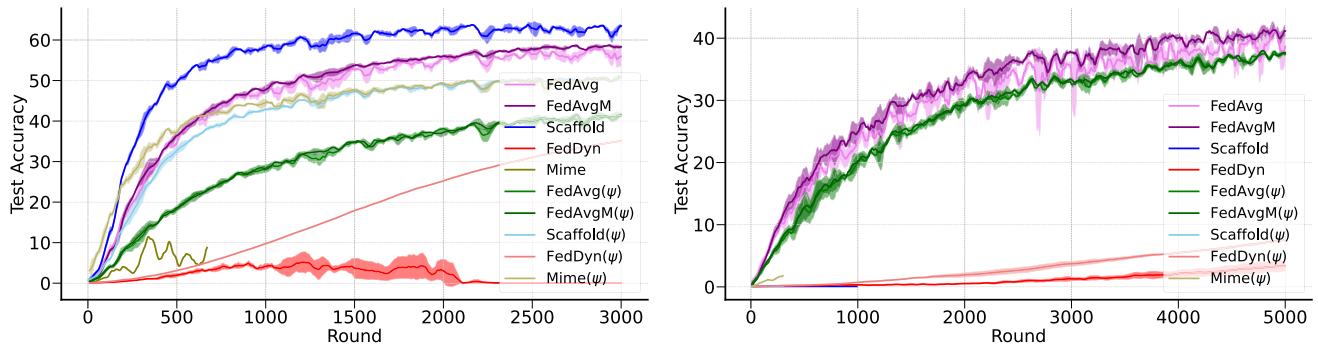 Test Accuracy
60
50
40
30
20
10
0
0
500
1000
1500
2000
2500
3000
Round
FedAvg
FedAvgM
Scaffold
FedDyn
Mime
FedAvg(ψ)
FedAvgM(ψ)
Scaffold(ψ)
FedDyn(ψ)
Mime(ψ)
Test Accuracy
40
30
20
10
0
0
1000
2000
3000
4000
5000
Round
FedAvg
FedAvgM
Scaffold
FedDyn
FedAvg(ψ)
FedAvgM(ψ)
Scaffold(ψ)
FedDyn(ψ)
Mime(ψ)